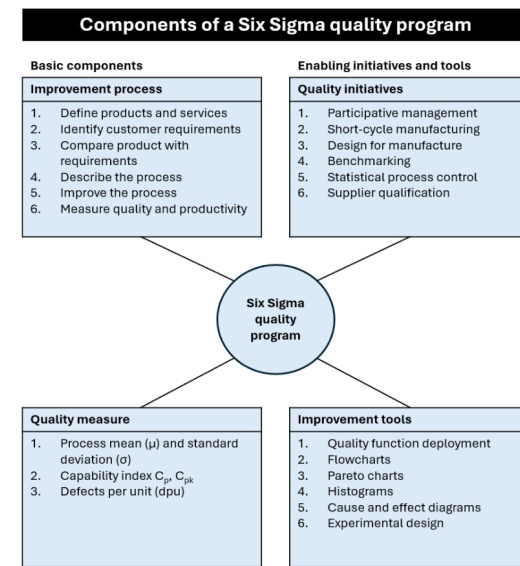 Components of a Six Sigma quality program
Basic components
Improvement process
1. Define products and services
2. Identify customer requirements
3. Compare product with
requirements
4. Describe the process
5. Improve the process
6. Measure quality and productivity
Enabling initiatives and tools
Quality initiatives
1. Participative management
2. Short-cycle manufacturing
3. Design for manufacture
4. Benchmarking
5. Statistical process control
6. Supplier qualification
Six Sigma
quality
program
Quality measure
1. Process mean (μ) and standard
deviation (σ)
2. Capability index Cp, Cpk
3. Defects per unit (dpu)
Improvement tools
1. Quality function deployment
2. Flowcharts
3. Pareto charts
4. Histograms
5. Cause and effect diagrams
6. Experimental design